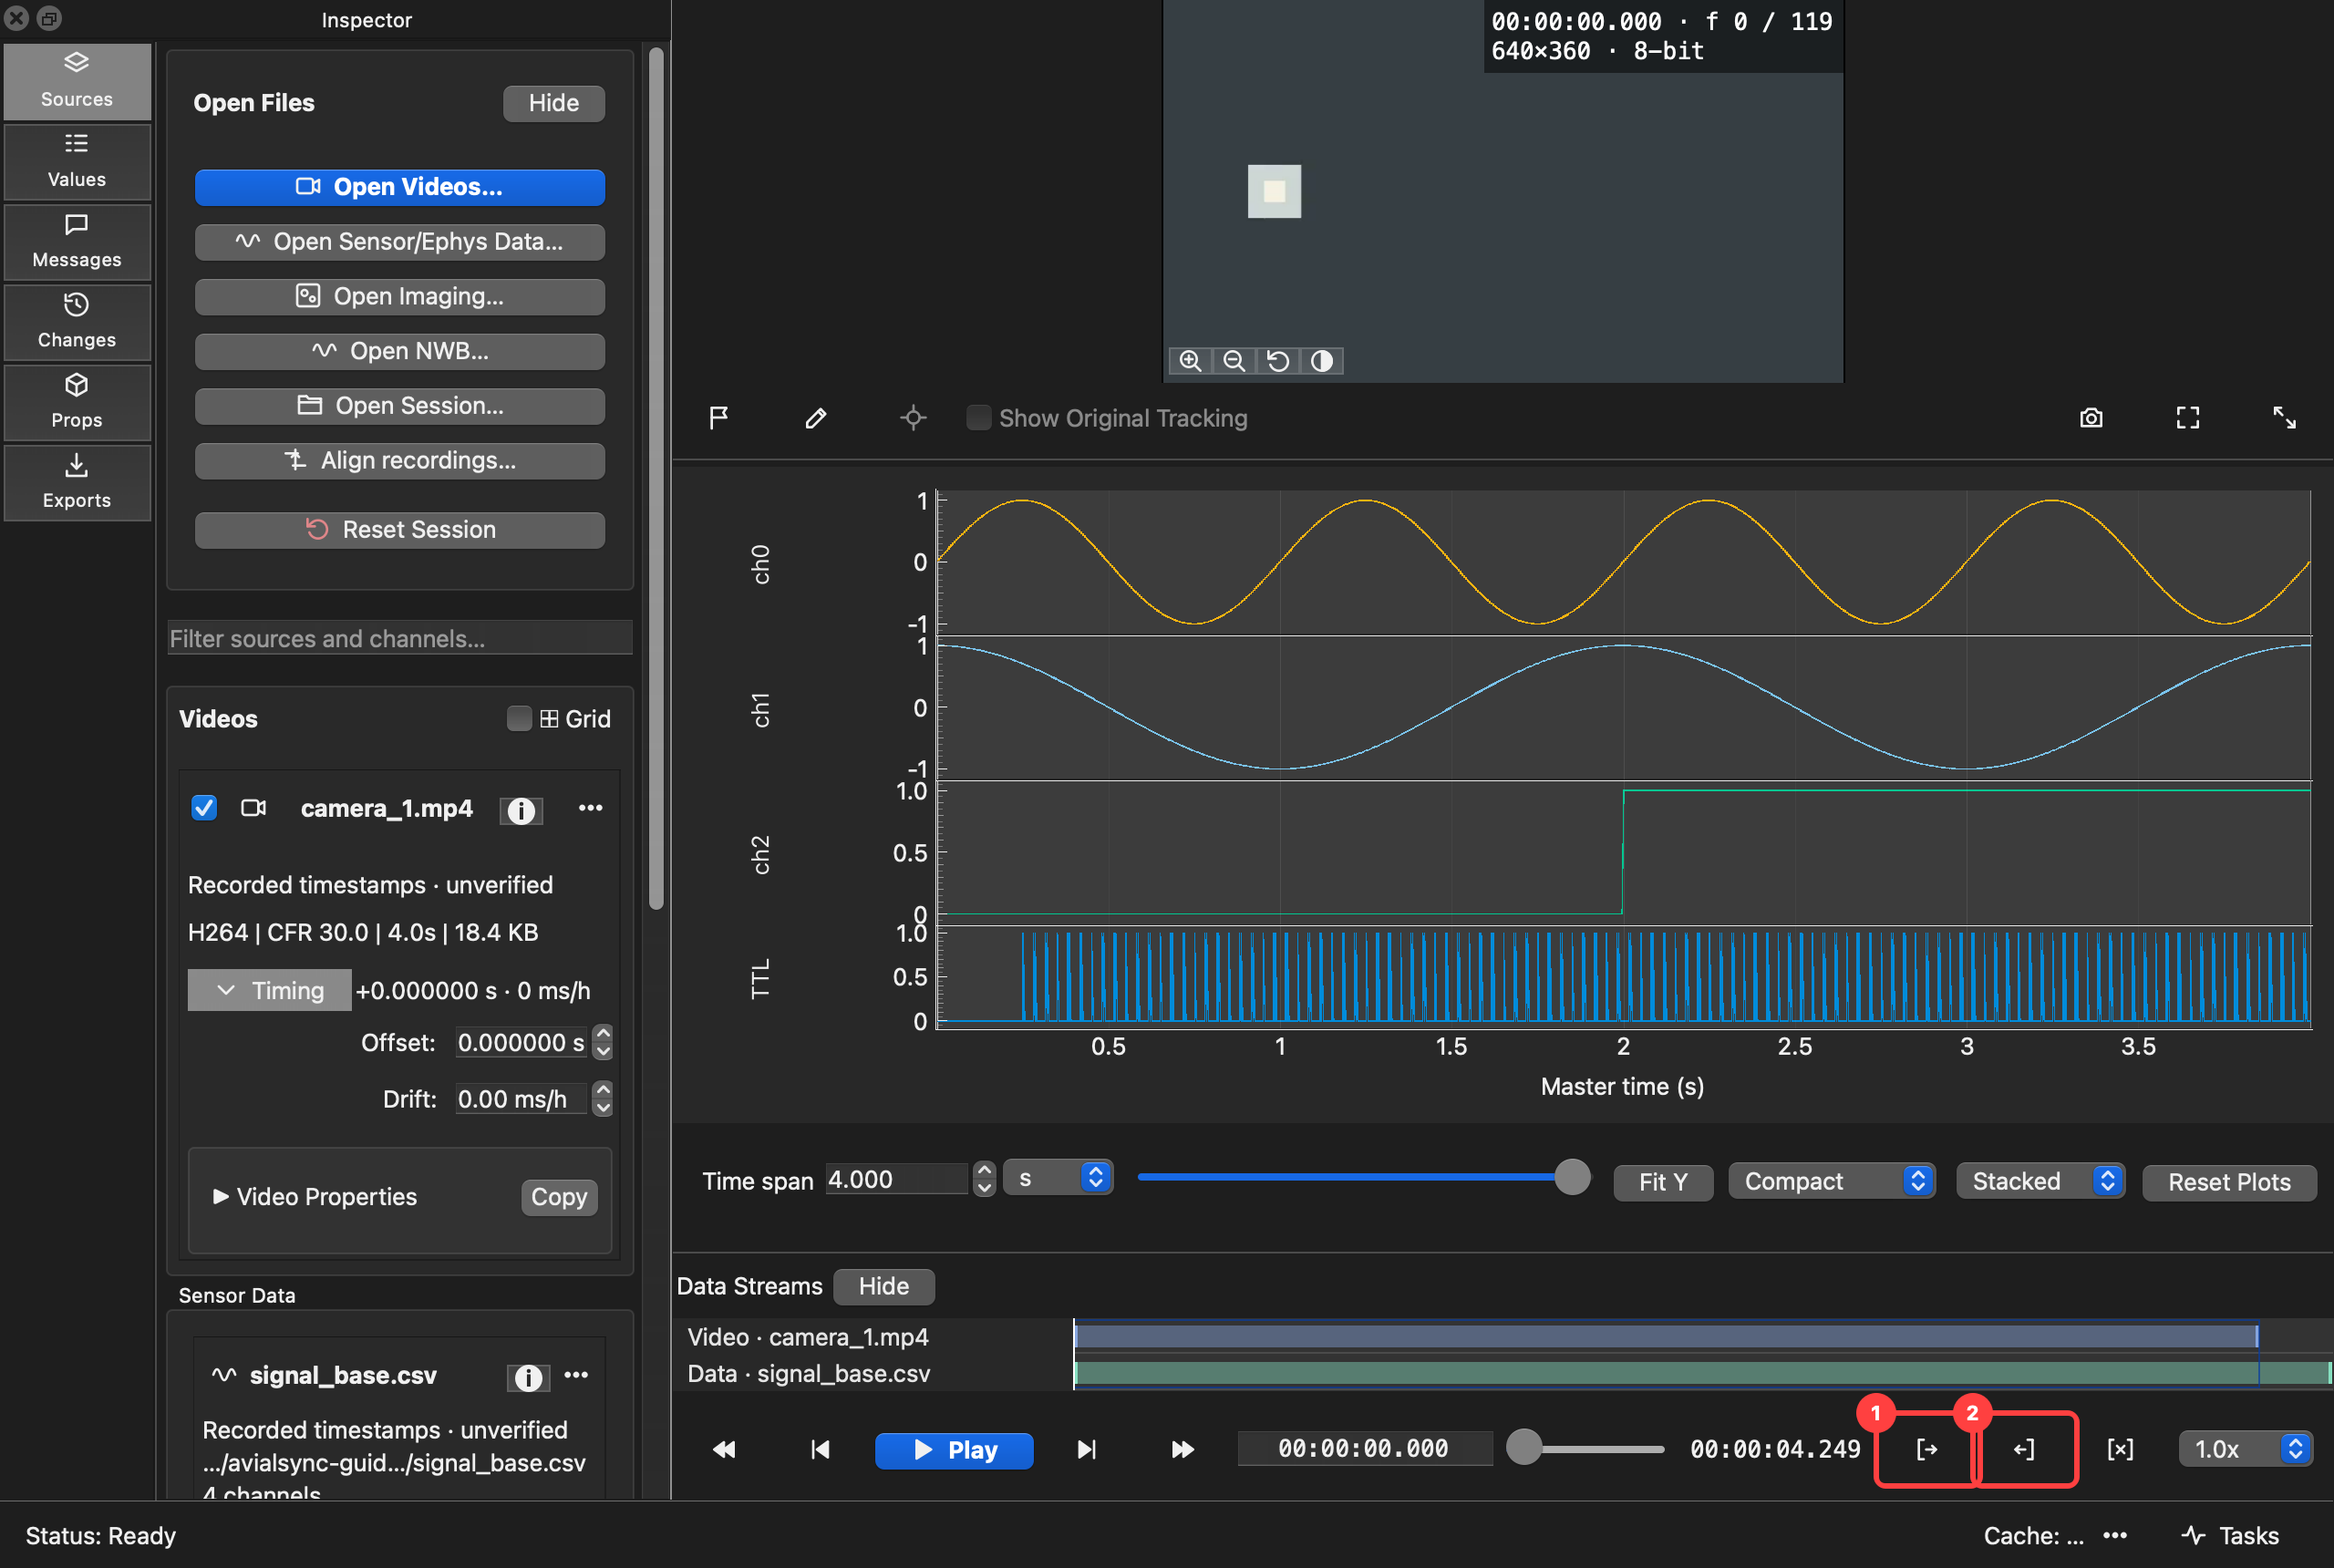 Inspector
Sources
Values
Messages
Changes
Props
Exports
Open Files
Hide
Open Videos...
Open Sensor/Ephys Data...
Open Imaging...
Open NWB...
Open Session...
Align recordings...
Reset Session
Filter sources and channels...
Videos
Grid
camera_1.mp4
Recorded timestamps · unverified
H264 | CFR 30.0 | 4.0s | 18.4 KB
Timing +0.000000 s · 0 ms/h
Offset: 0.000000 s
Drift: 0.00 ms/h
Video Properties
Copy
Sensor Data
signal_base.csv
Recorded timestamps · unverified
.../avialsync-guid.../signal_base.csv
4 channels
00:00:00.000 · f 0 / 119
640×360 · 8-bit
Show Original Tracking
ch0
1
0
-1
ch1
1
0
-1
ch2
1.0
0.5
0
TTL
1.0
0.5
0
0.5 1 1.5 2 2.5 3 3.5
Master time (s)
Time span 4.000 s
Fit Y
Compact
Stacked
Reset Plots
Data Streams
Hide
Video · camera_1.mp4
Data · signal_base.csv
Play
00:00:00.000
00:00:04.249
1
2
1.0x
Status: Ready
Cache: ...
Tasks